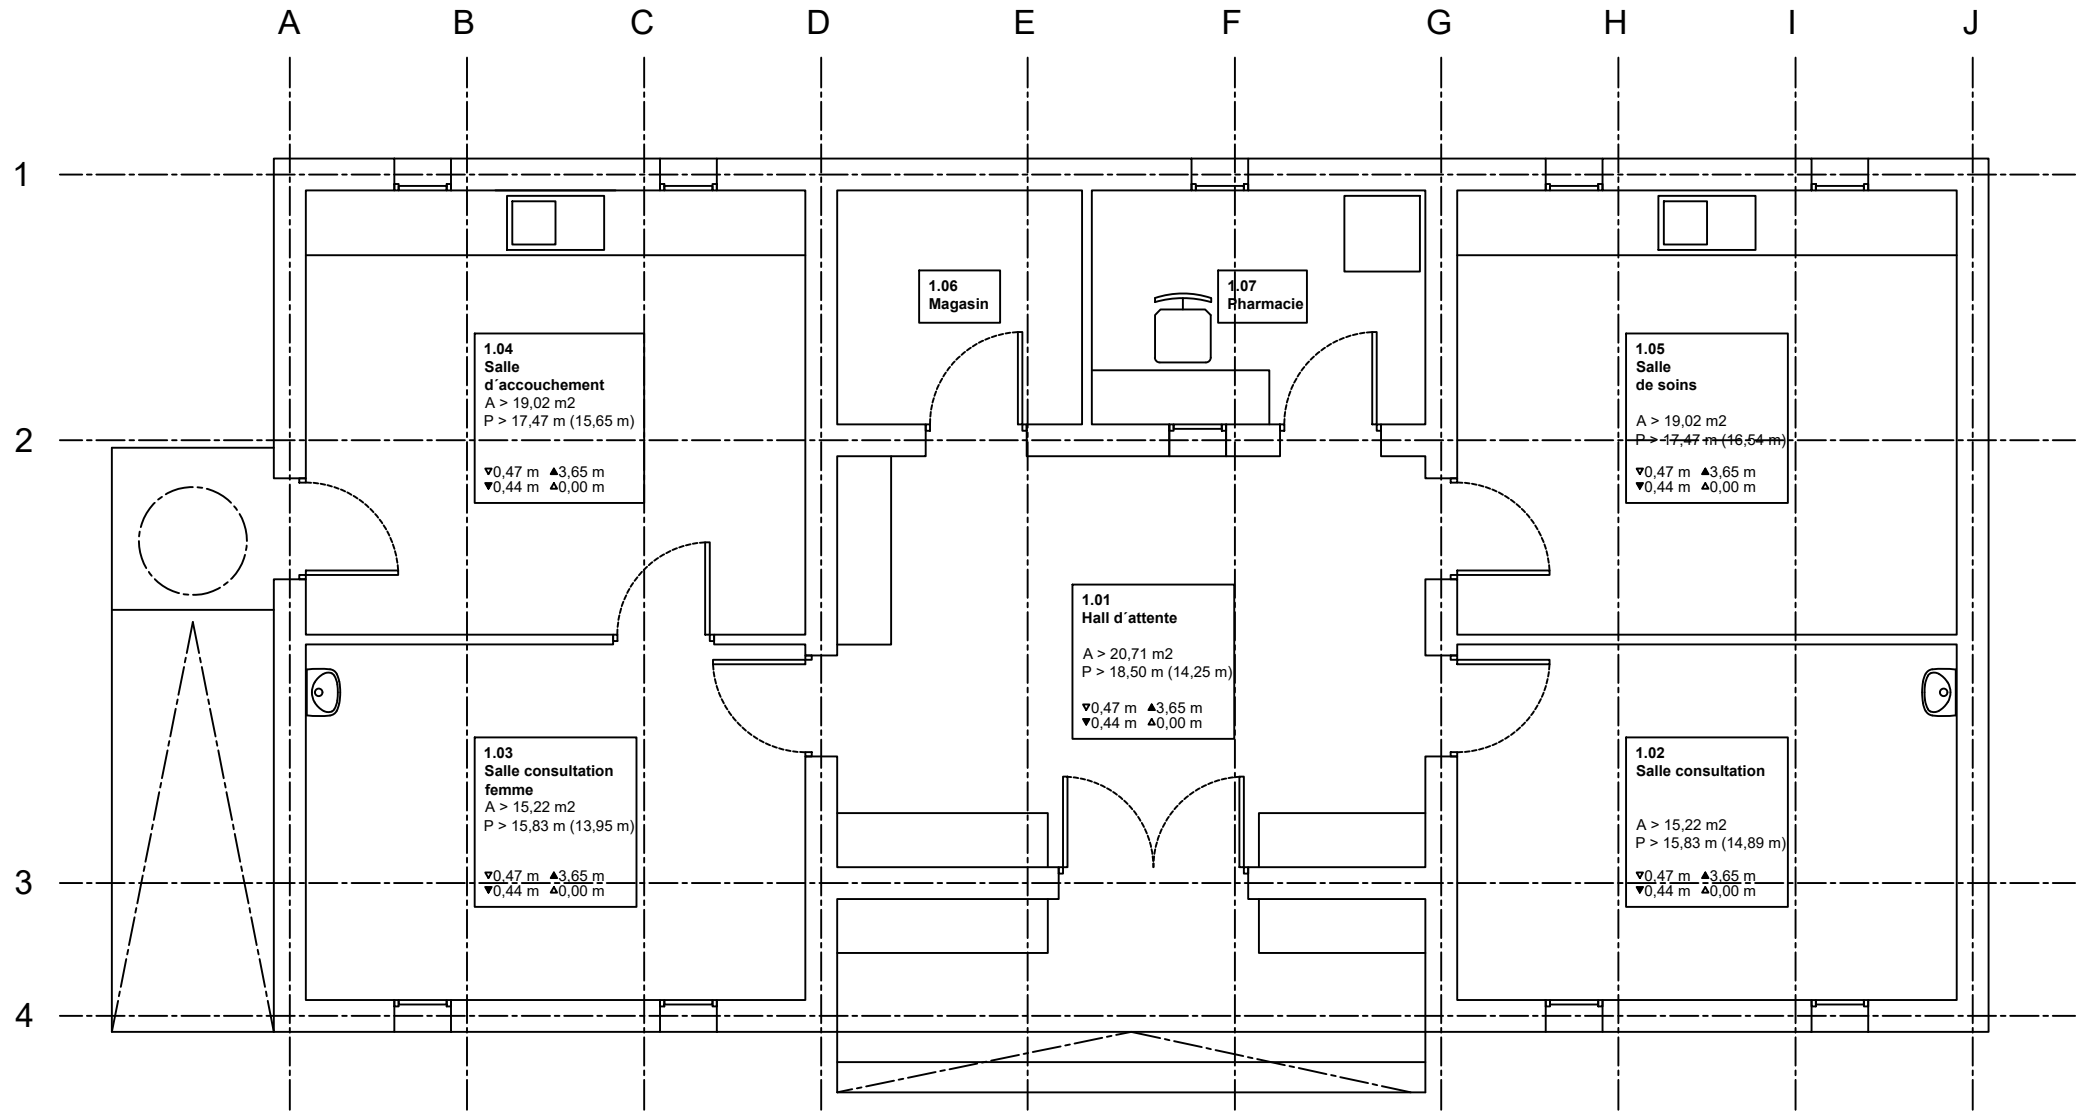 A B C D E F G H I J
1
1.06
Magasin
1.07
Pharmacie
1.04
Salle
d´accouchement
A > 19,02 m2
P > 17,47 m (15,65 m)
▽0,47 m ▲3,65 m
▼0,44 m △0,00 m
1.05
Salle
de soins
A > 19,02 m2
P > 17,47 m (16,54 m)
▽0,47 m ▲3,65 m
▼0,44 m △0,00 m
2
1.01
Hall d´attente
A > 20,71 m2
P > 18,50 m (14,25 m)
▽0,47 m ▲3,65 m
▼0,44 m △0,00 m
1.03
Salle consultation
femme
A > 15,22 m2
P > 15,83 m (13,95 m)
▽0,47 m ▲3,65 m
▼0,44 m △0,00 m
1.02
Salle consultation
A > 15,22 m2
P > 15,83 m (14,89 m)
▽0,47 m ▲3,65 m
▼0,44 m △0,00 m
3
4